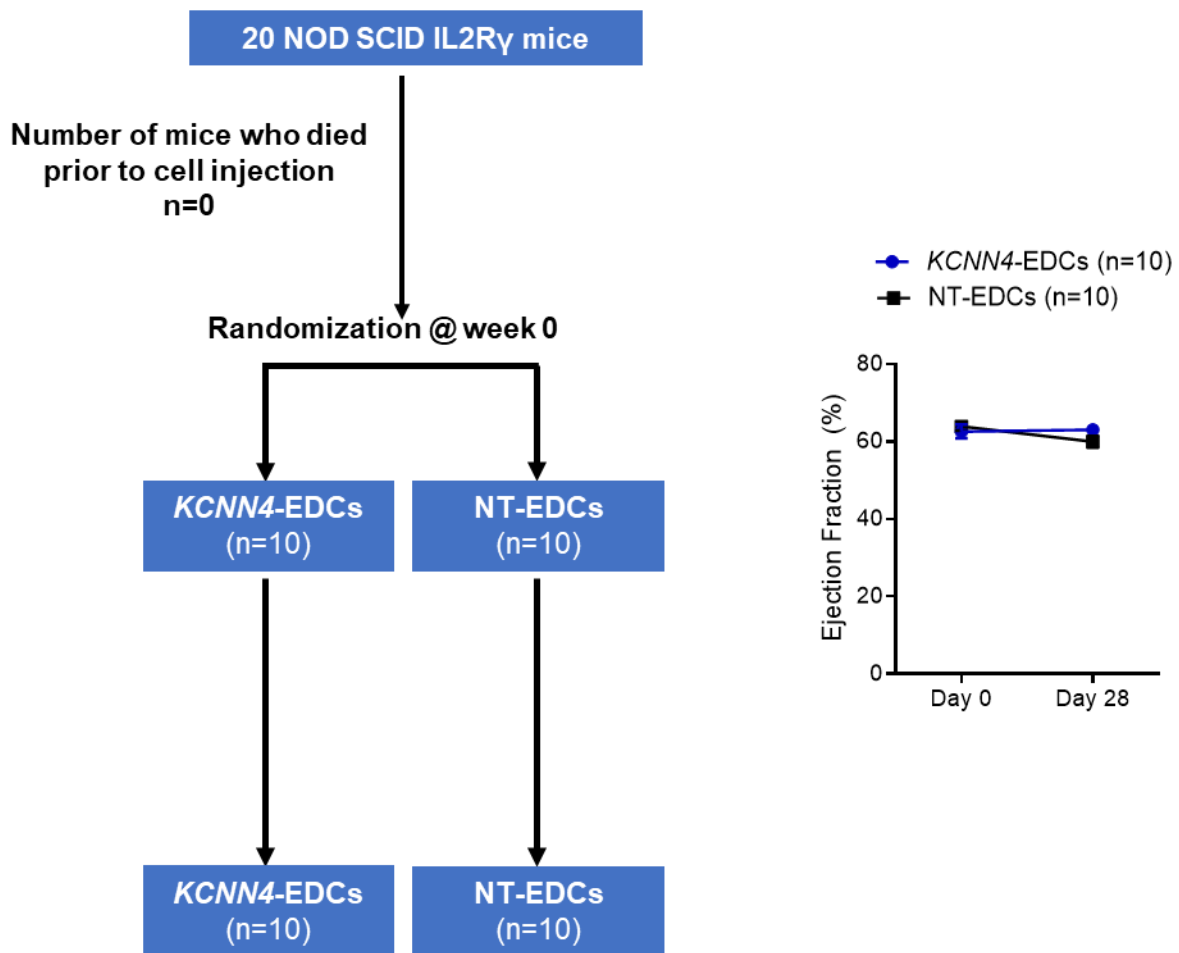 20 NOD SCID IL2Rγ mice
Number of mice who died
prior to cell injection
n=0
Randomization @ week 0
KCNN4-EDCs
(n=10)
NT-EDCs
(n=10)
KCNN4-EDCs
(n=10)
NT-EDCs
(n=10)
KCNN4-EDCs (n=10)
NT-EDCs (n=10)
Ejection Fraction (%)
80
60
40
20
0
Day 0
Day 28